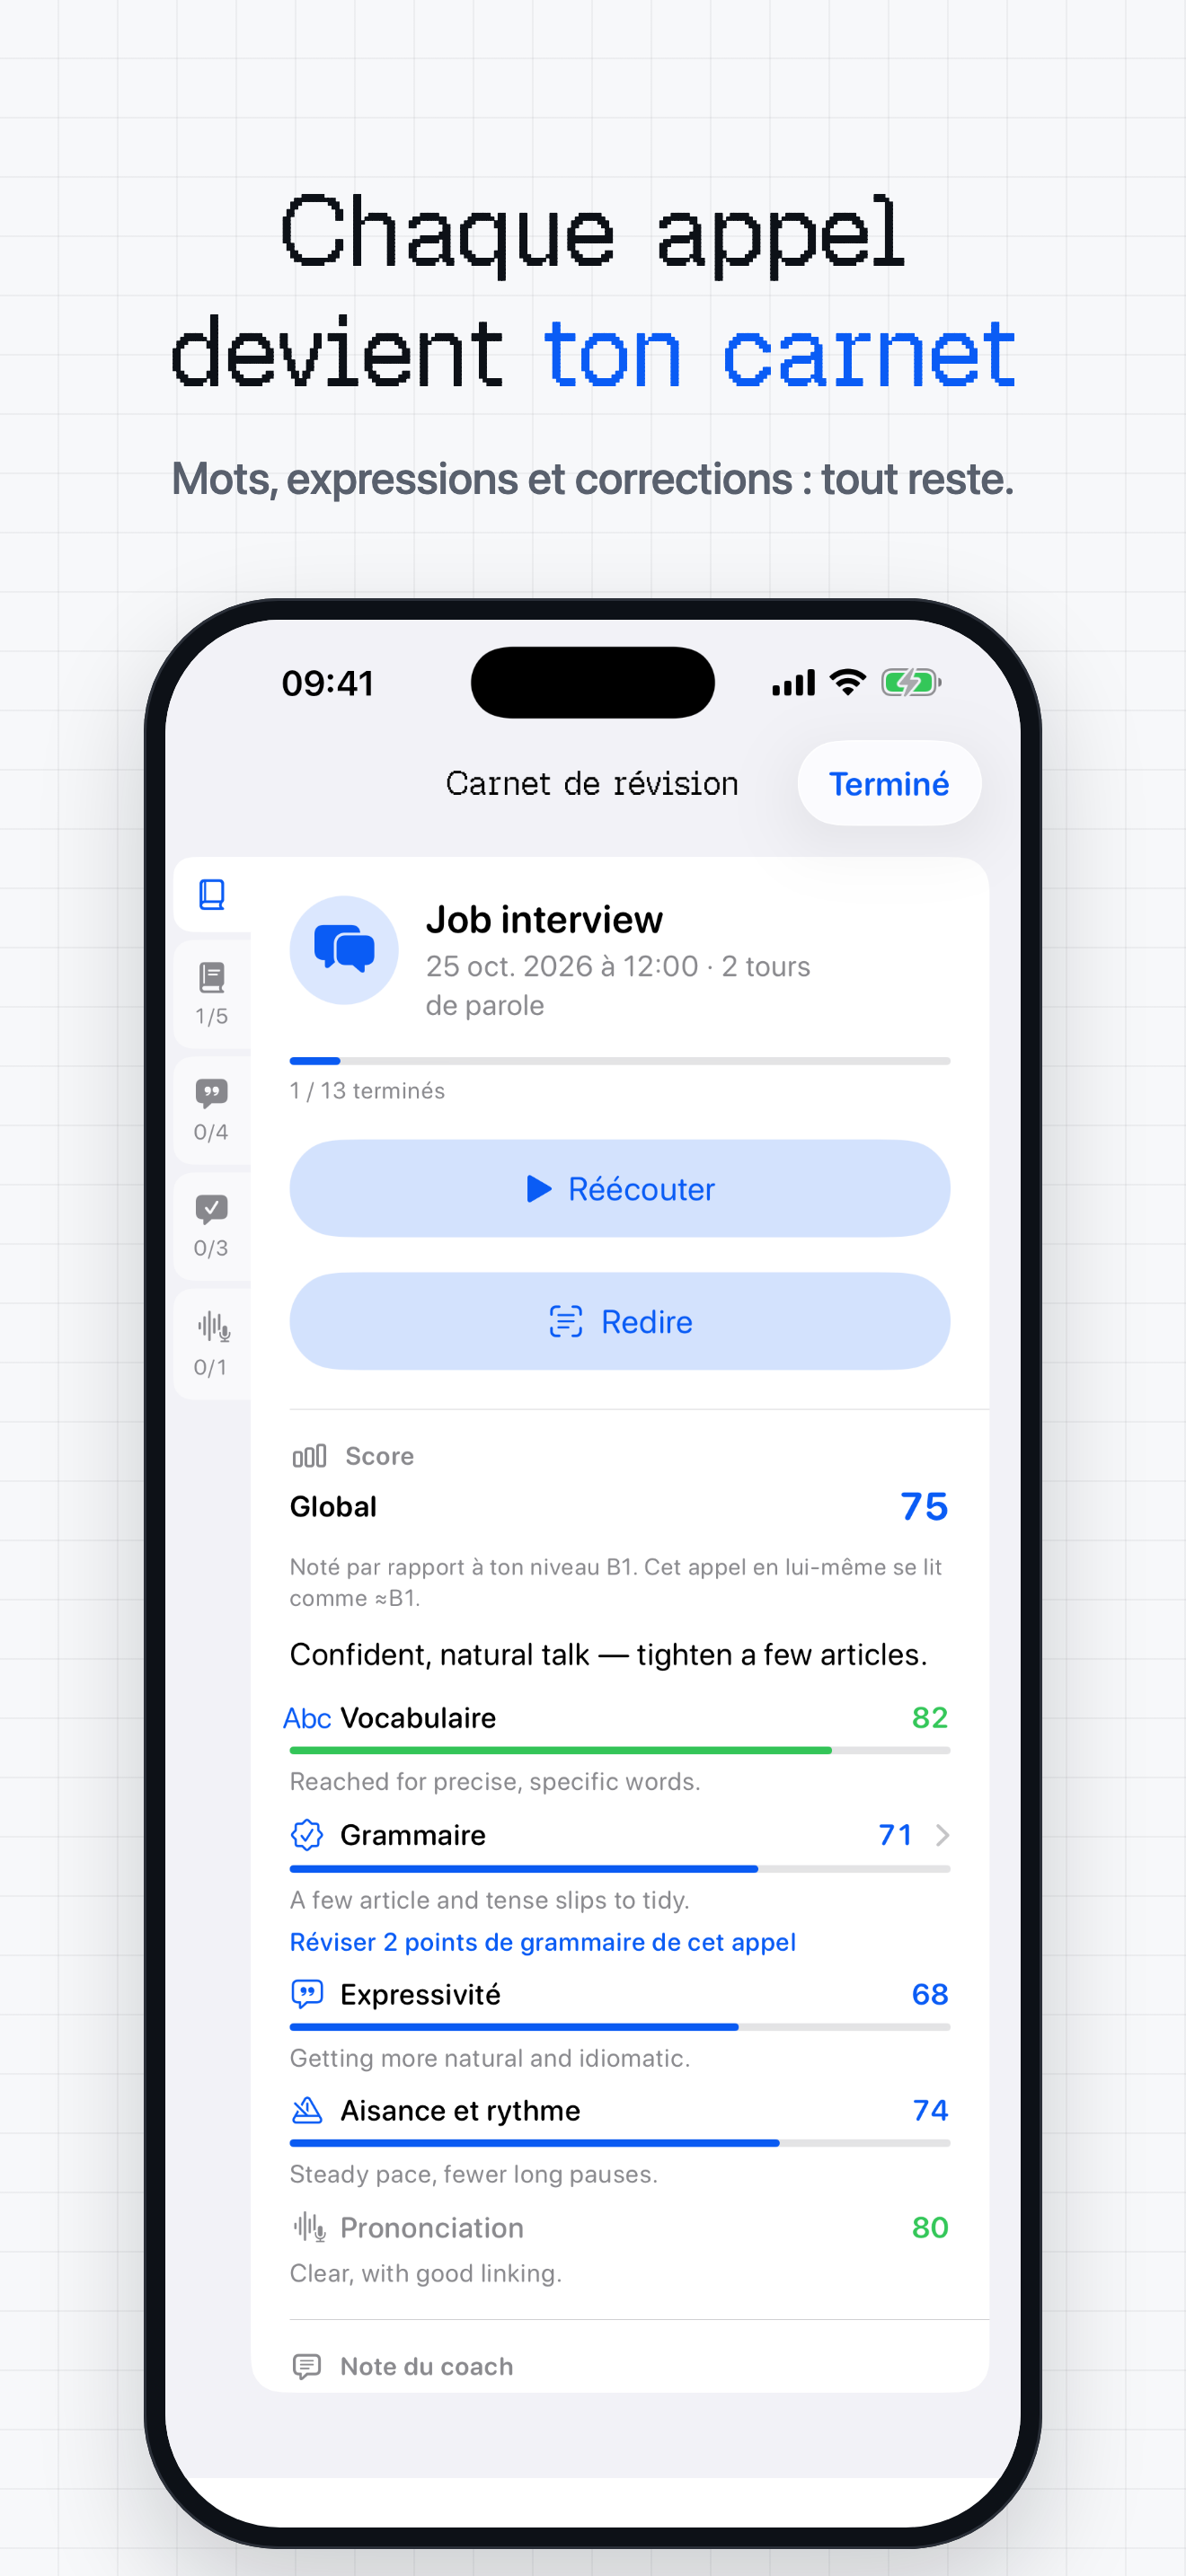 Chaque appel
devient ton carnet
Mots, expressions et corrections : tout reste.
09:41
Carnet de révision
Terminé
1/5
0/4
0/3
0/1
Job interview
25 oct. 2026 à 12:00 · 2 tours
de parole
1 / 13 terminés
Réécouter
Redire
Score
Global 75
Noté par rapport à ton niveau B1. Cet appel en lui-même se lit
comme ≈B1.
Confident, natural talk — tighten a few articles.
Abc Vocabulaire 82
Reached for precise, specific words.
Grammaire 71
A few article and tense slips to tidy.
Réviser 2 points de grammaire de cet appel
Expressivité 68
Getting more natural and idiomatic.
Aisance et rythme 74
Steady pace, fewer long pauses.
Prononciation 80
Clear, with good linking.
Note du coach